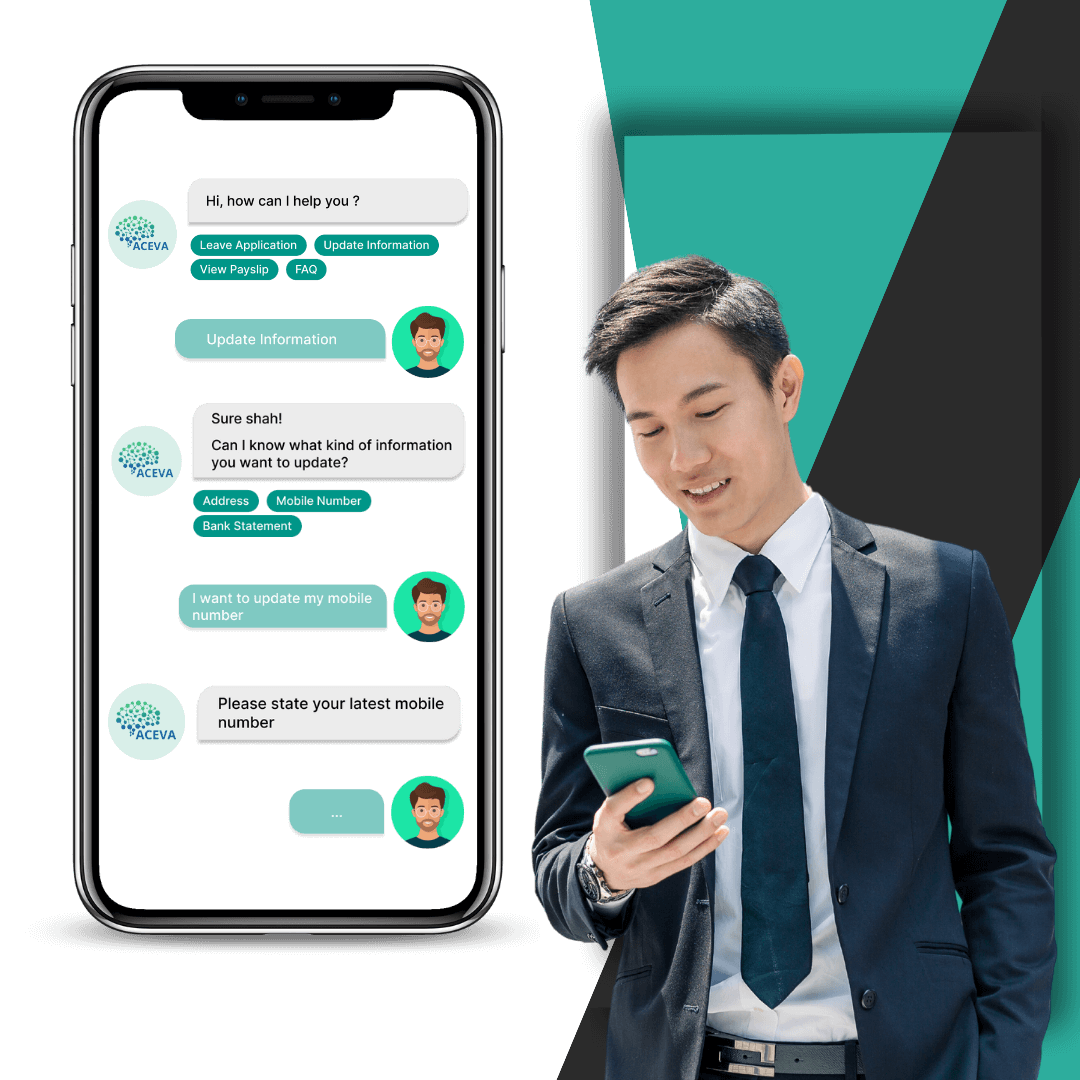 Hi, how can I help you ?
ACEVA
Leave Application
Update Information
View Payslip
FAQ
Update Information
Sure shah!
Can I know what kind of information
you want to update?
ACEVA
Address
Mobile Number
Bank Statement
I want to update my mobile
number
Please state your latest mobile
number
ACEVA
...